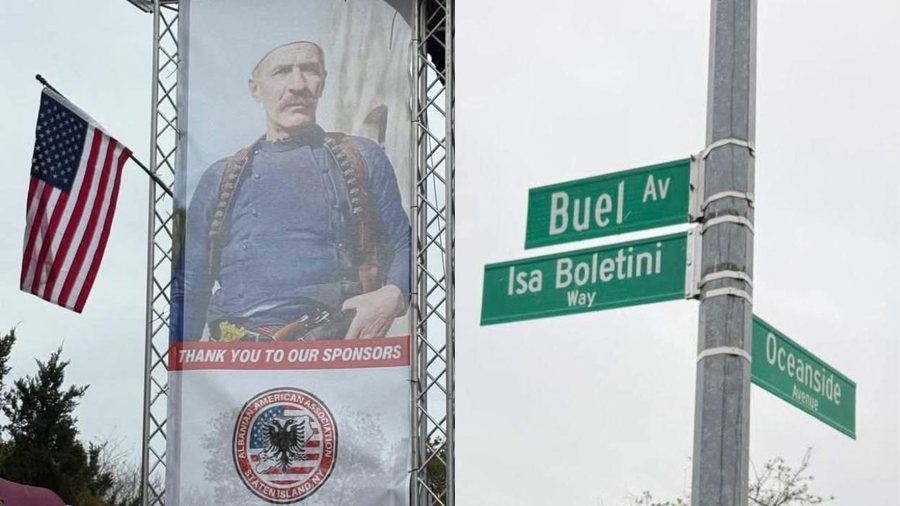 THANK YOU TO OUR SPONSORS
ALBANIAN-AMERICAN ASSOCIATION
STATEN ISLAND, NY
Buel Av
Isa Boletini
Way
Oceanside
Avenue